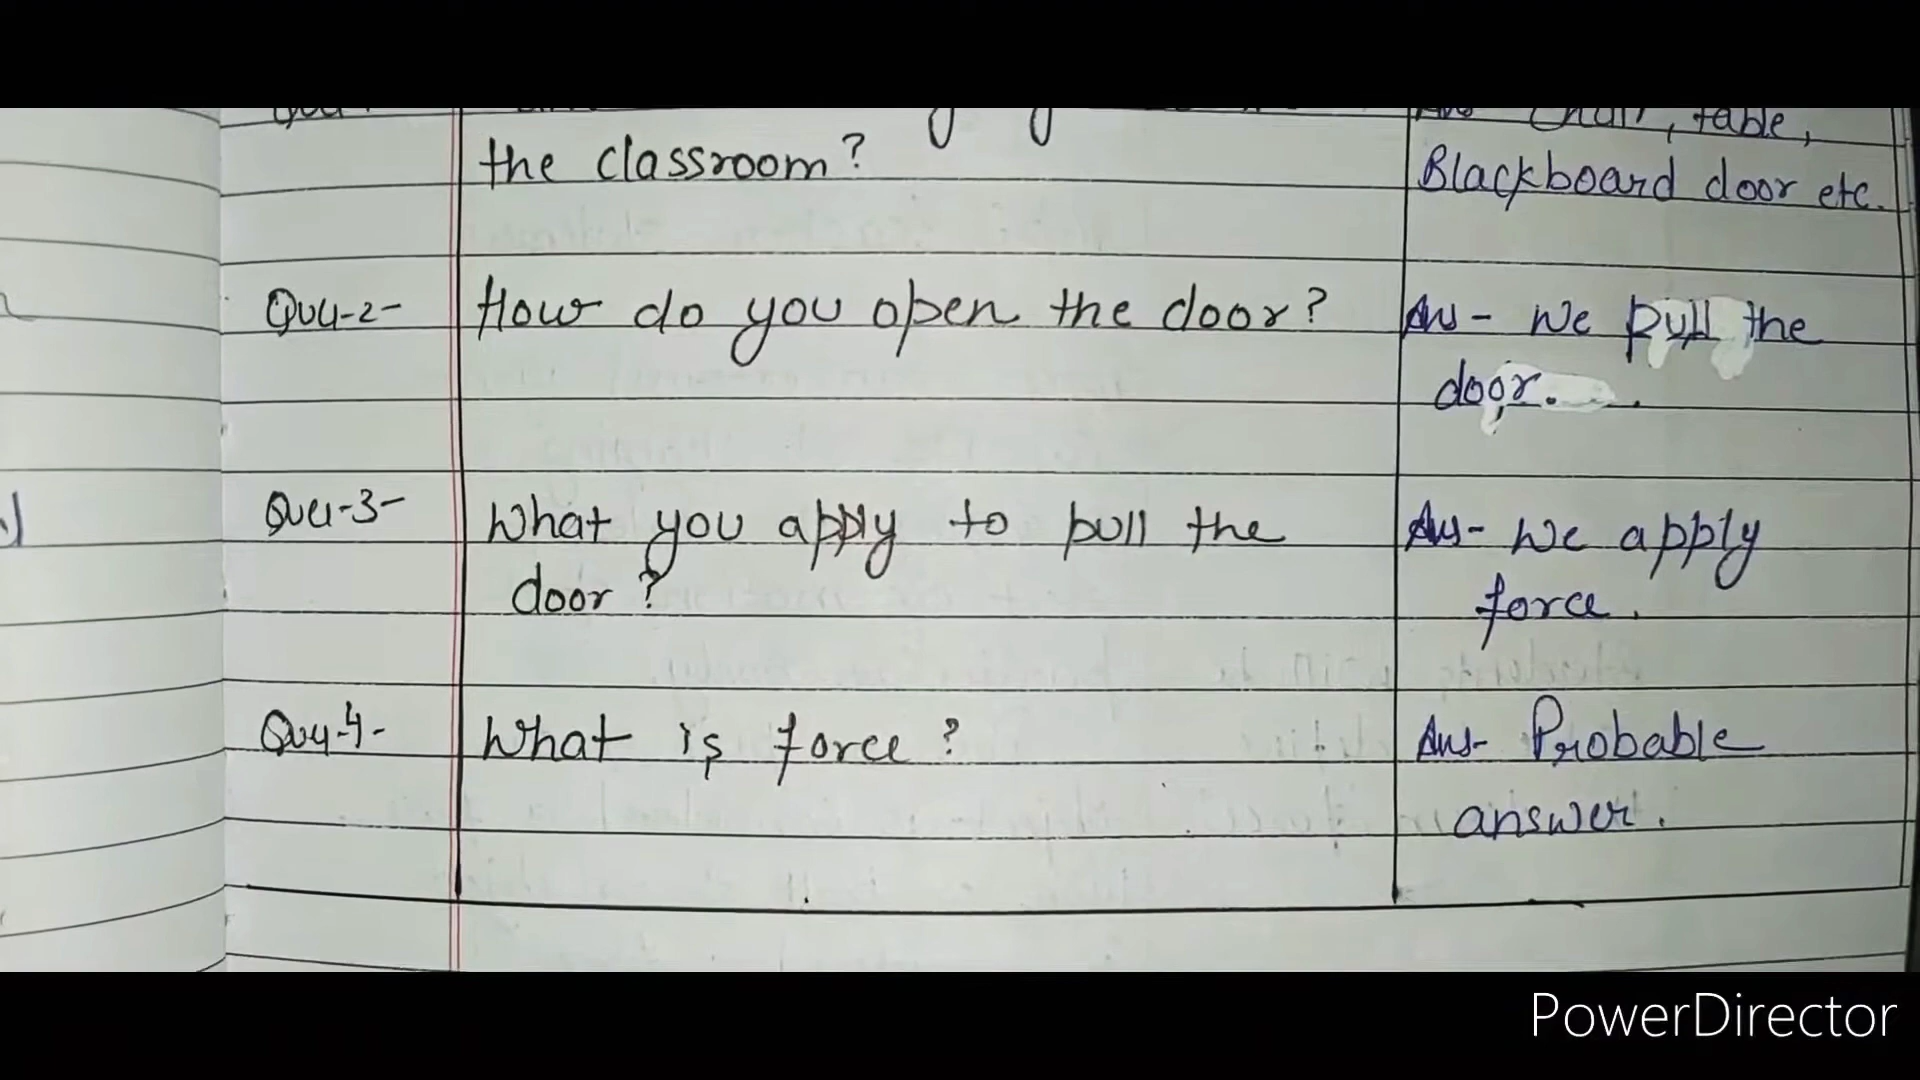 chair, table,
the classroom?
Blackboard door etc.
Que-2-
How do you open the door?
Ans - We pull the
door.
Que-3-
What you apply to pull the
door?
Ans- We apply
force.
Que-4-
What is force?
Ans- Probable
answer.
PowerDirector